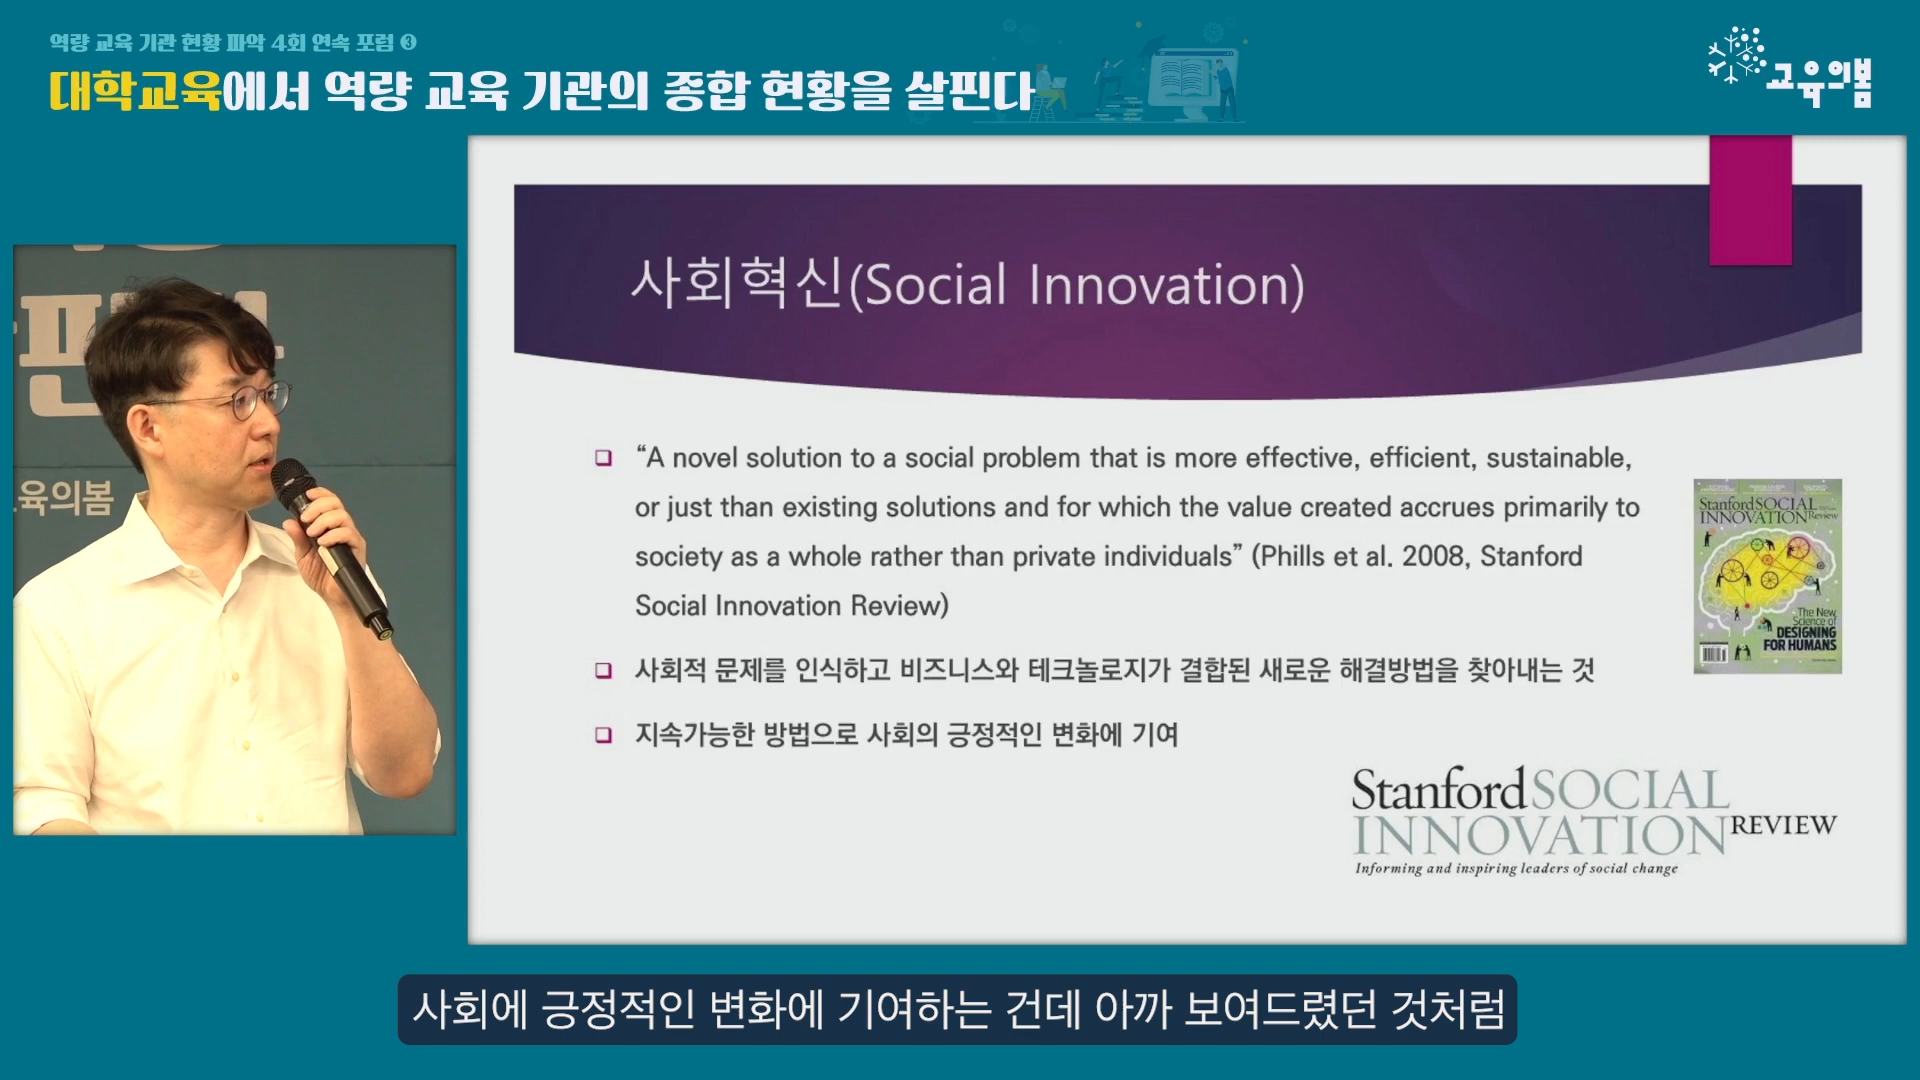 역량 교육 기관 현황 파악 4회 연속 포럼 ❸
대학교육에서 역량 교육 기관의 종합 현황을 살핀다
교육의봄
육의봄
사회혁신(Social Innovation)
❑ “A novel solution to a social problem that is more effective, efficient, sustainable,
or just than existing solutions and for which the value created accrues primarily to
society as a whole rather than private individuals” (Phills et al. 2008, Stanford
Social Innovation Review)
❑ 사회적 문제를 인식하고 비즈니스와 테크놀로지가 결합된 새로운 해결방법을 찾아내는 것
❑ 지속가능한 방법으로 사회의 긍정적인 변화에 기여
Stanford SOCIAL
INNOVATION Review
The New
Science of
DESIGNING
FOR HUMANS
Stanford SOCIAL
INNOVATION REVIEW
Informing and inspiring leaders of social change
사회에 긍정적인 변화에 기여하는 건데 아까 보여드렸던 것처럼